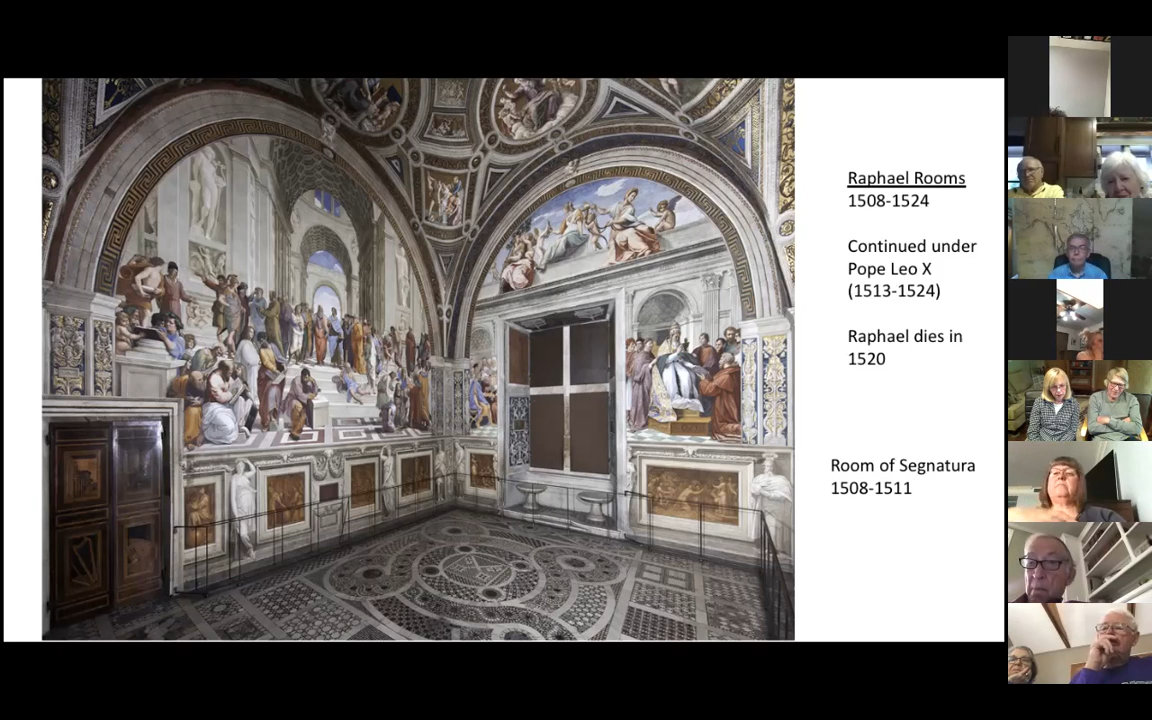 Raphael Rooms
1508-1524
Continued under
Pope Leo X
(1513-1524)
Raphael dies in
1520
Room of Segnatura
1508-1511